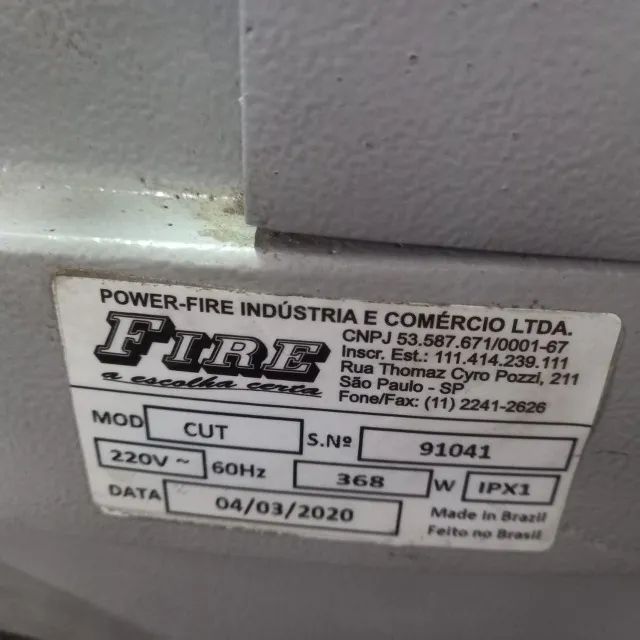 POWER-FIRE INDÚSTRIA E COMÉRCIO LTDA.
FIRE
a escolha certa
CNPJ 53.587.671/0001-67
Inscr. Est.: 111.414.239.111
Rua Thomaz Cyro Pozzi, 211
São Paulo - SP
Fone/Fax: (11) 2241-2626
MOD CUT S.Nº 91041
220V ~ 60Hz 368 W IPX1
DATA 04/03/2020
Made in Brazil
Feito no Brasil